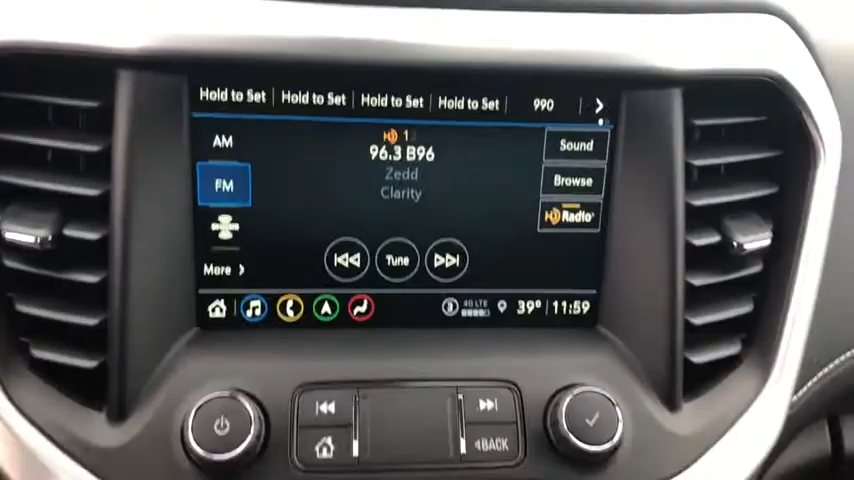 Hold to Set Hold to Set Hold to Set Hold to Set 990
AM
HD 1
96.3 B96
Sound
Zedd
FM
Browse
Clarity
HD Radio
More
Tune
4G LTE
39° 11:59
BACK